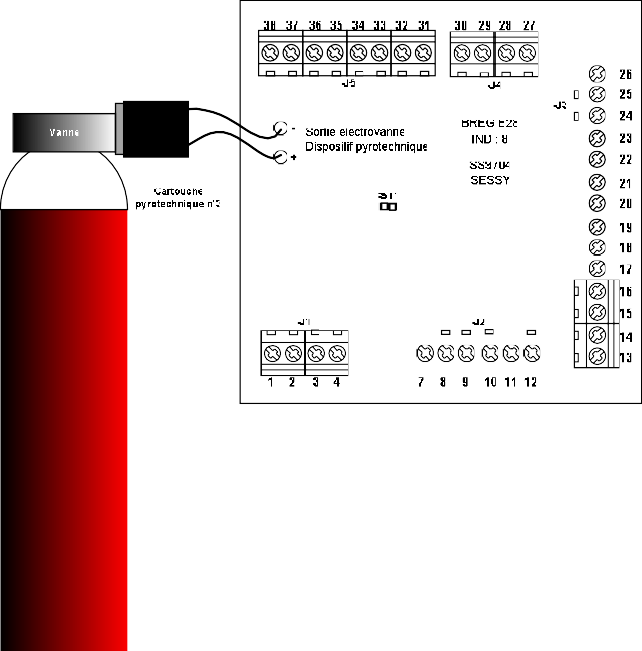 38 37 36 35 34 33 32 31
30 29 28 27
J5
J4
J3
26
25
24
23
22
21
20
19
18
17
16
15
14
13
Vanne
-
+
Sortie électrovanne
Dispositif pyrotechnique
BREG E28
IND : 8
SS9704
SESSY
Cartouche
pyrotechnique n°3
ST1
J1
J2
1 2 3 4
7 8 9 10 11 12